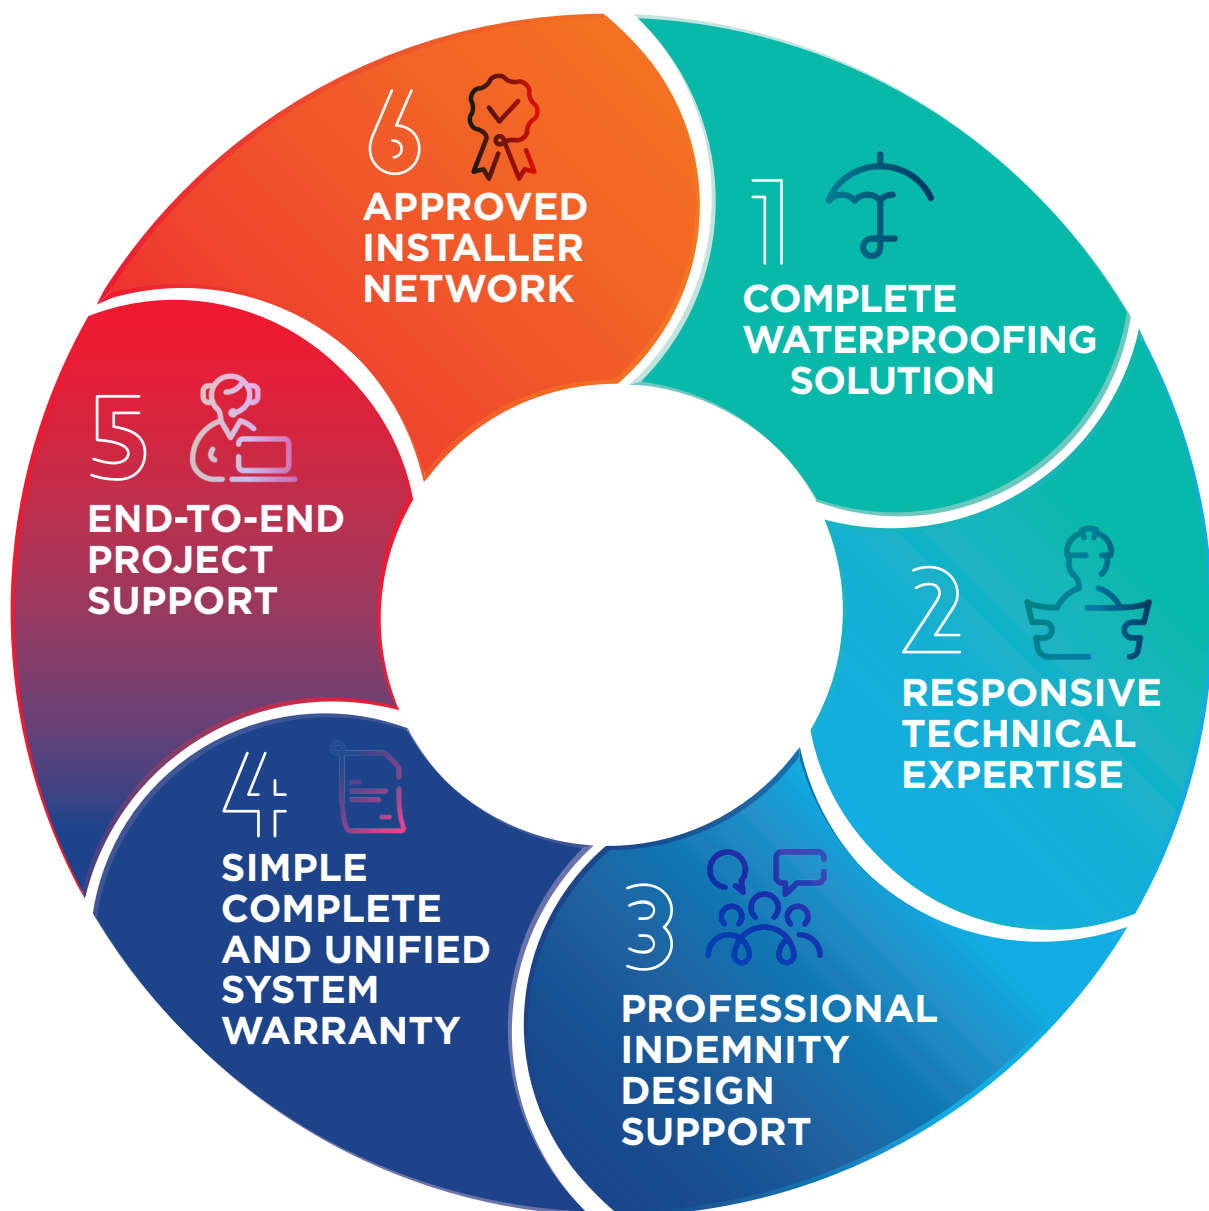 1
COMPLETE
WATERPROOFING
SOLUTION
2
RESPONSIVE
TECHNICAL
EXPERTISE
3
PROFESSIONAL
INDEMNITY
DESIGN
SUPPORT
4
SIMPLE
COMPLETE
AND UNIFIED
SYSTEM
WARRANTY
5
END-TO-END
PROJECT
SUPPORT
6
APPROVED
INSTALLER
NETWORK